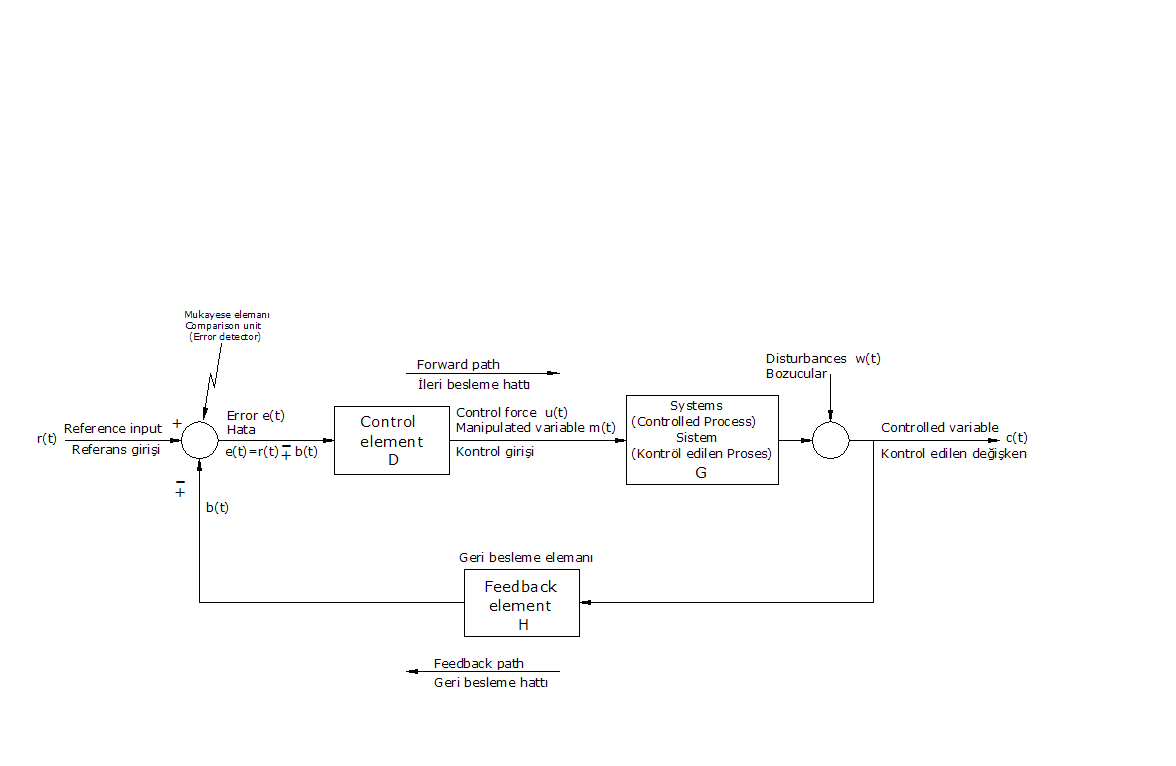 Mukayese elemanı
Comparison unit
(Error detector)
Forward path
İleri besleme hattı
Disturbances w(t)
Bozucular
r(t)
Reference input
Referans girişi
+
Error e(t)
Hata
e(t)=r(t) ∓ b(t)
Control
element
D
Control force u(t)
Manipulated variable m(t)
Kontrol girişi
Systems
(Controlled Process)
Sistem
(Kontröl edilen Proses)
G
Controlled variable
Kontrol edilen değişken
c(t)
∓
b(t)
Geri besleme elemanı
Feedback
element
H
Feedback path
Geri besleme hattı